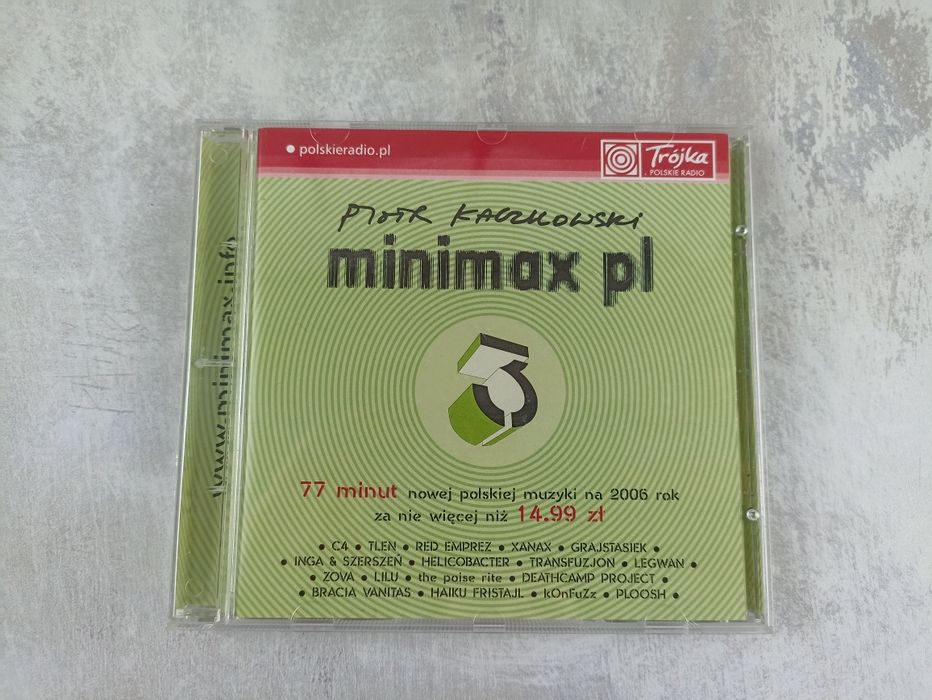 polskieradio.pl
Trójka
POLSKIE RADIO
PIOTR KACZKOWSKI
minimax pl
3
77 minut nowej polskiej muzyki na 2006 rok
za nie więcej niż 14.99 zł
• C4 • TLEN • RED EMPREZ • XANAX • GRAJSTASIEK •
• INGA & SZERSZEŃ • HELICOBACTER • TRANSFUZJON • LEGWAN •
• ZOVA • LILU • the poise rite • DEATHCAMP PROJECT •
• BRACIA VANITAS • HAIKU FRISTAJL • kOnFuZz • PLOOSH •
www.minimax.info